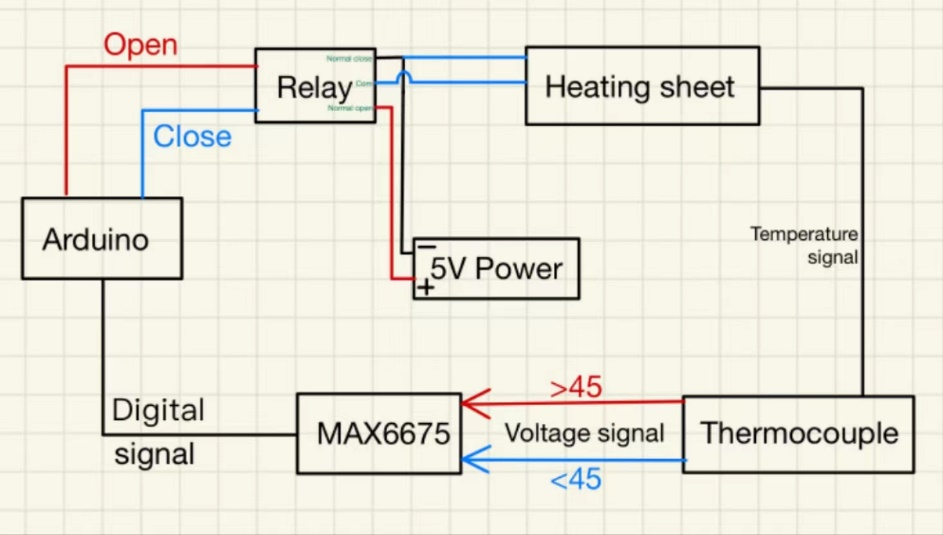 Open
Normal close
Relay
Com
Normal open
Heating sheet
Close
Arduino
Temperature
signal
−
5V Power
+
>45
Digital
MAX6675
Voltage signal
Thermocouple
signal
<45